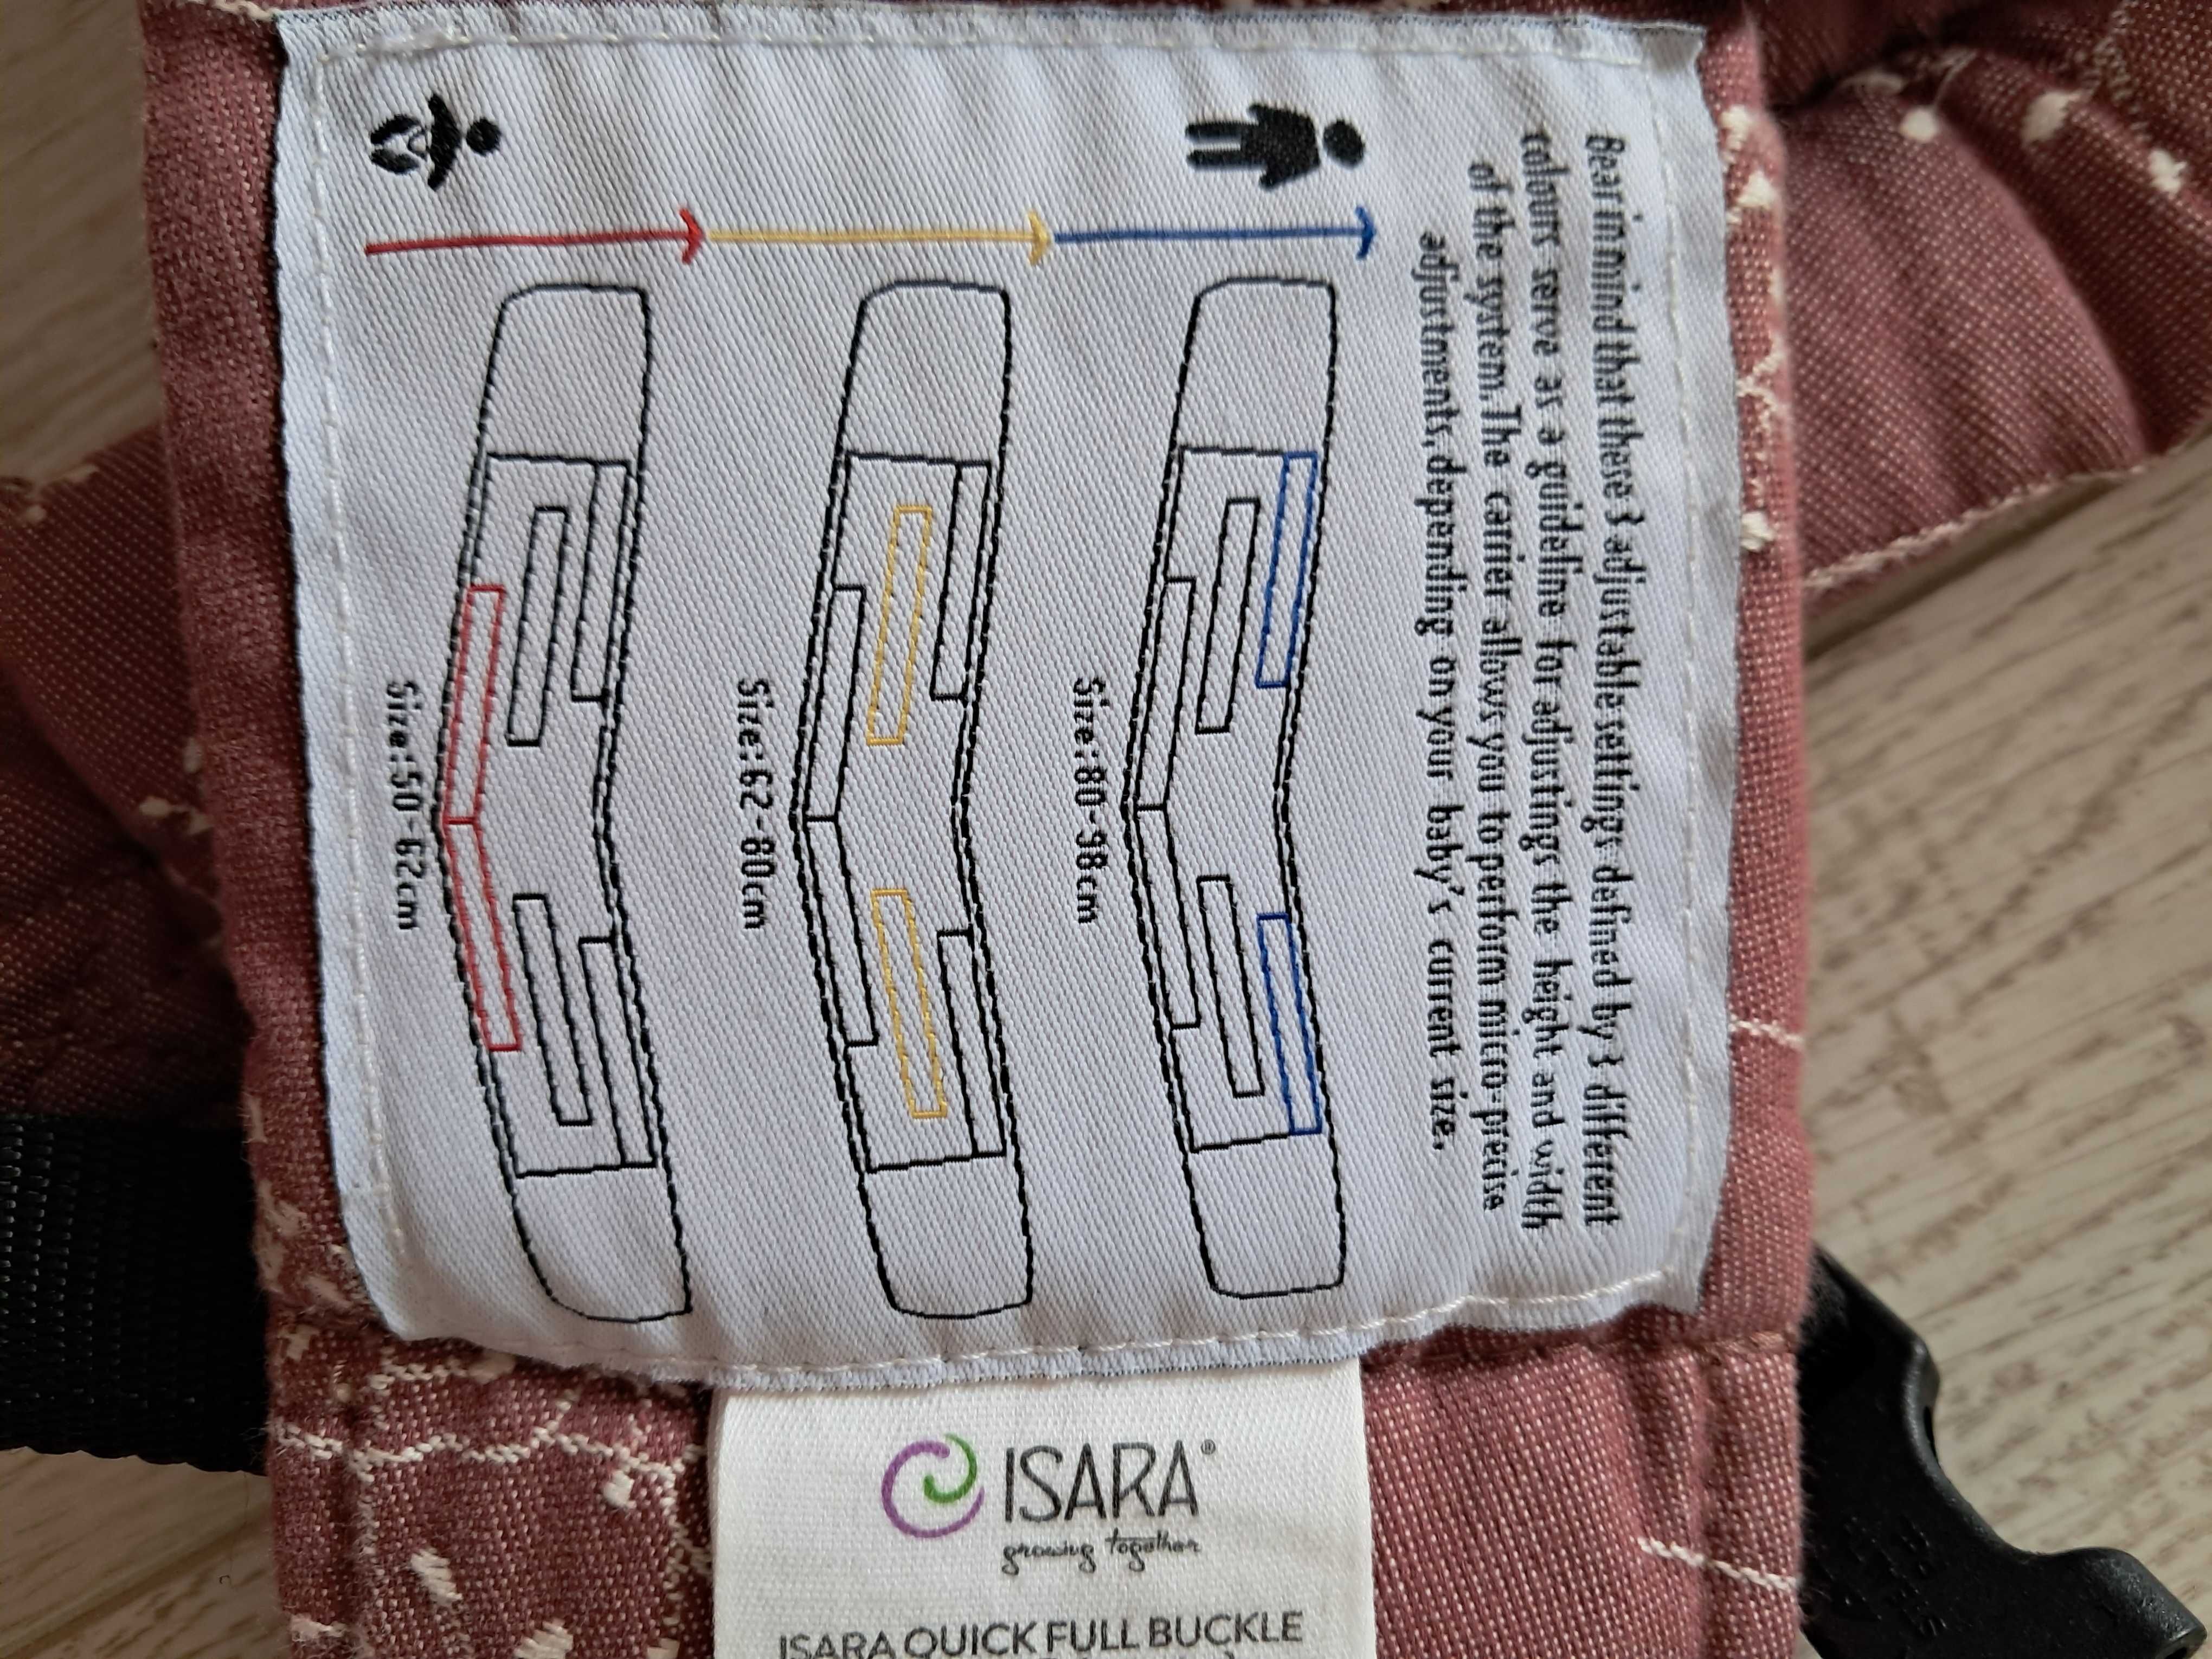 Bear in mind that these 3 adjustable settings defined by 3 different
colours serve as a guideline for adjustings the height and width
of the system. The carrier allows you to perform micro-precise
adjustments, depending on your baby's current size.
Size: 80-98cm
Size: 62-80cm
Size: 50-62cm
ISARA®
growing together
ISARA QUICK FULL BUCKLE